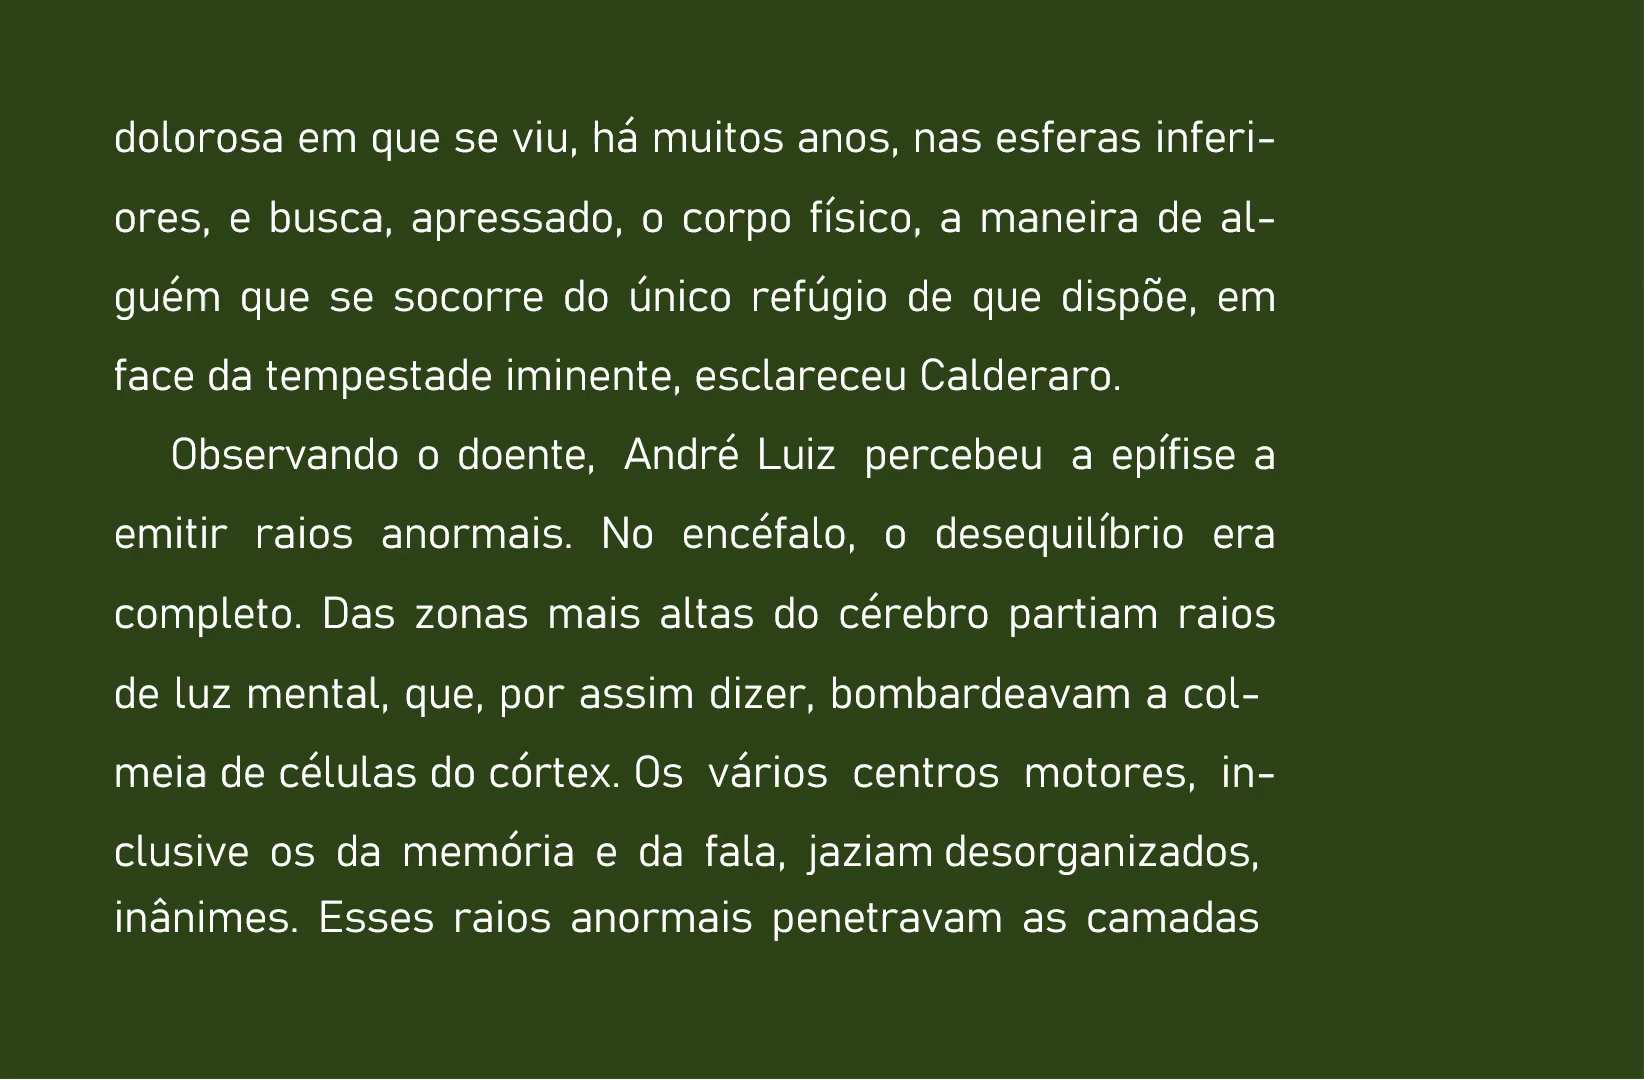 dolorosa em que se viu, há muitos anos, nas esferas inferi-
ores, e busca, apressado, o corpo físico, a maneira de al-
guém que se socorre do único refúgio de que dispõe, em
face da tempestade iminente, esclareceu Calderaro.
Observando o doente, André Luiz percebeu a epífise a
emitir raios anormais. No encéfalo, o desequilíbrio era
completo. Das zonas mais altas do cérebro partiam raios
de luz mental, que, por assim dizer, bombardeavam a col-
meia de células do córtex. Os vários centros motores, in-
clusive os da memória e da fala, jaziam desorganizados,
inânimes. Esses raios anormais penetravam as camadas